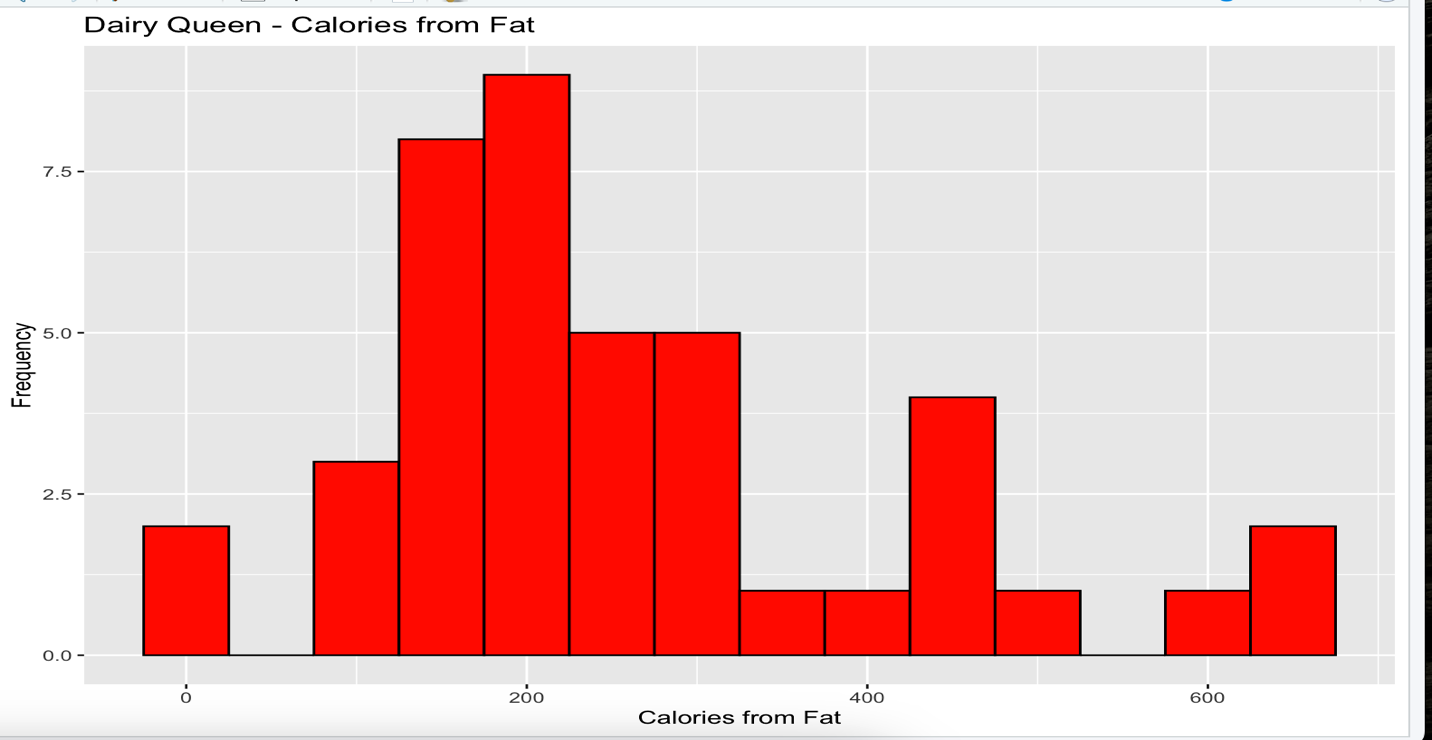 Dairy Queen - Calories from Fat
Frequency
7.5
5.0
2.5
0.0
0 200 400 600
Calories from Fat